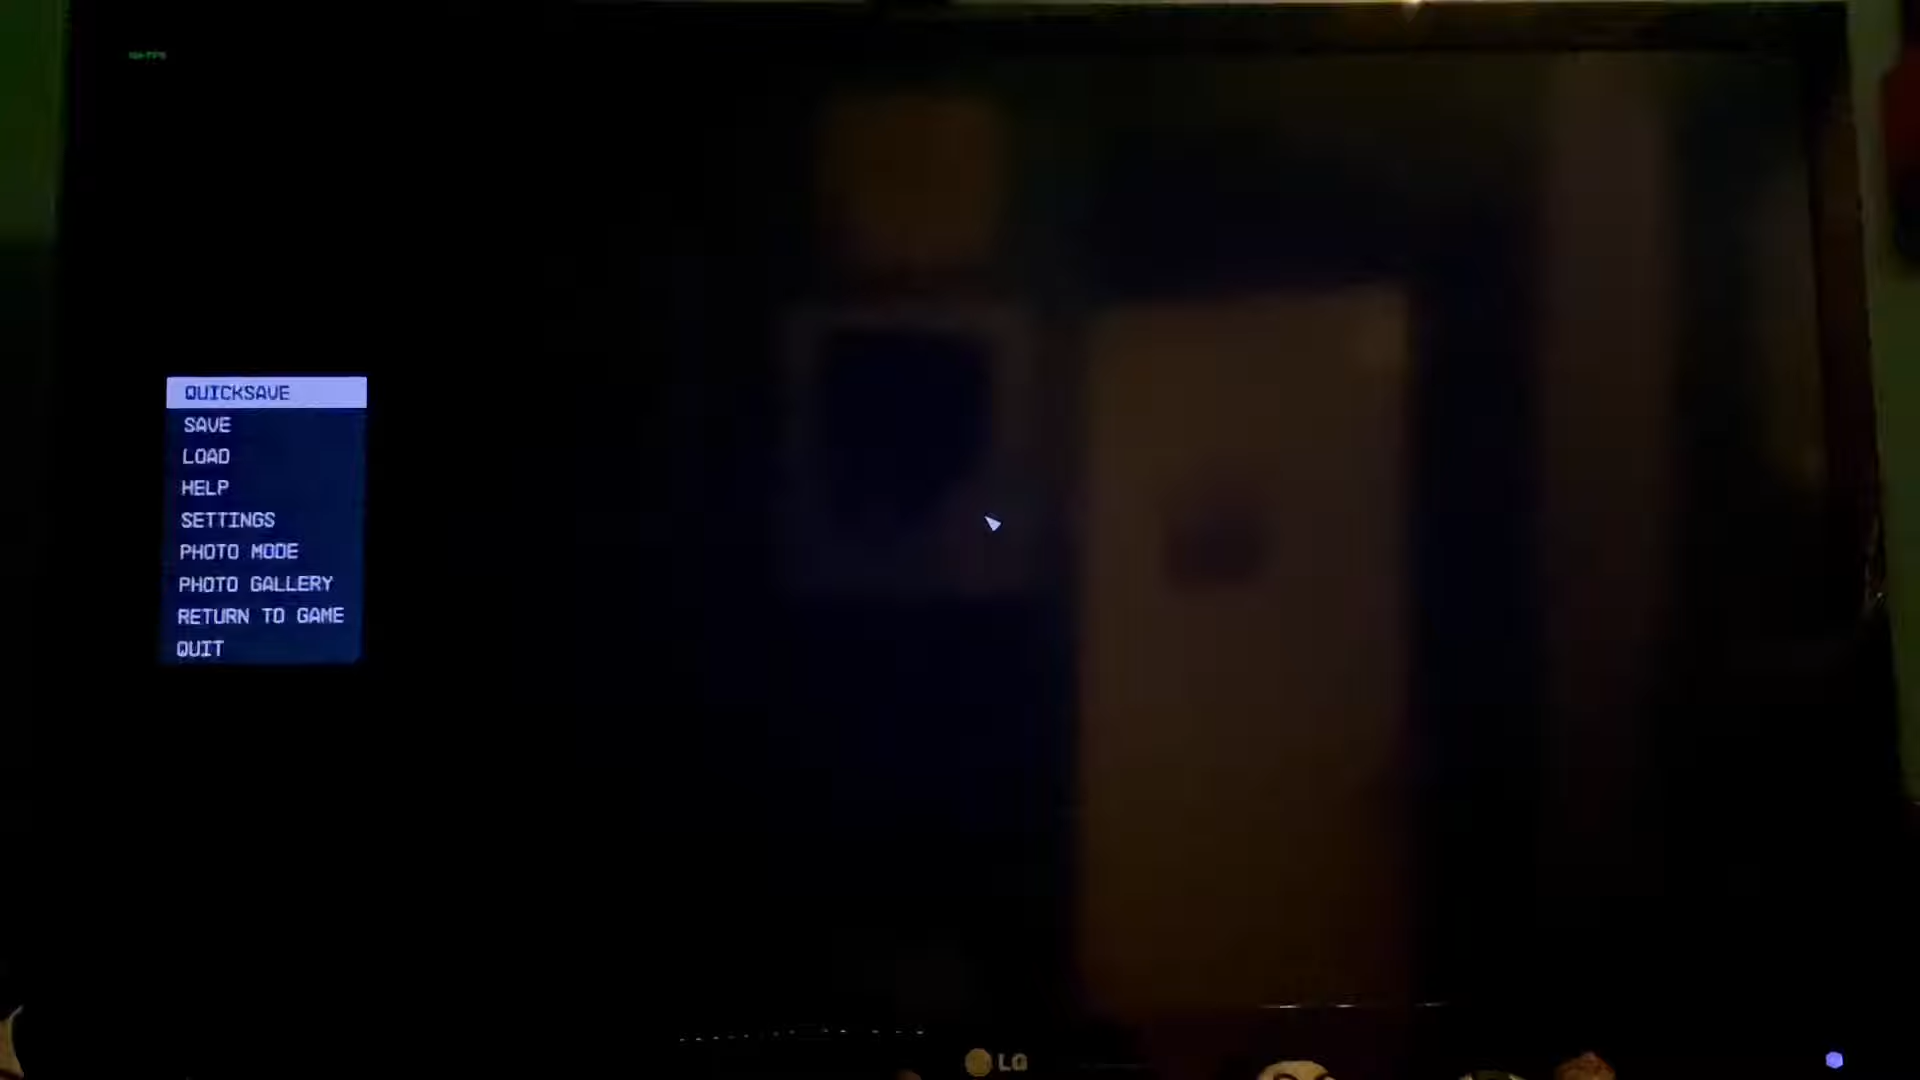 QUICKSAVE
SAVE
LOAD
HELP
SETTINGS
PHOTO MODE
PHOTO GALLERY
RETURN TO GAME
QUIT
LG